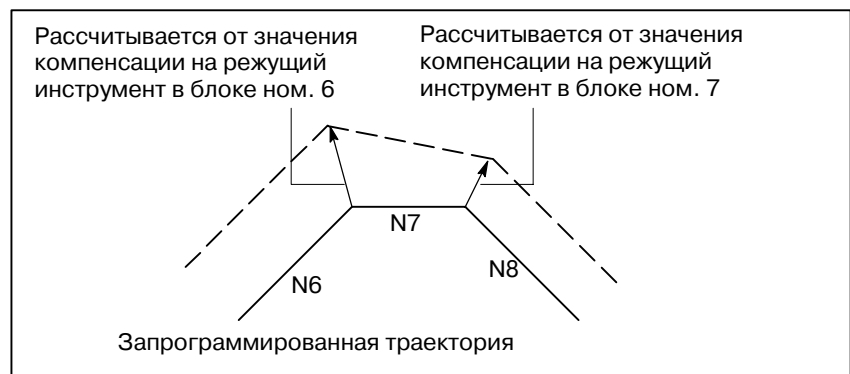 Рассчитывается от значения
компенсации на режущий
инструмент в блоке ном. 6
Рассчитывается от значения
компенсации на режущий
инструмент в блоке ном. 7
N7
N6
N8
Запрограммированная траектория